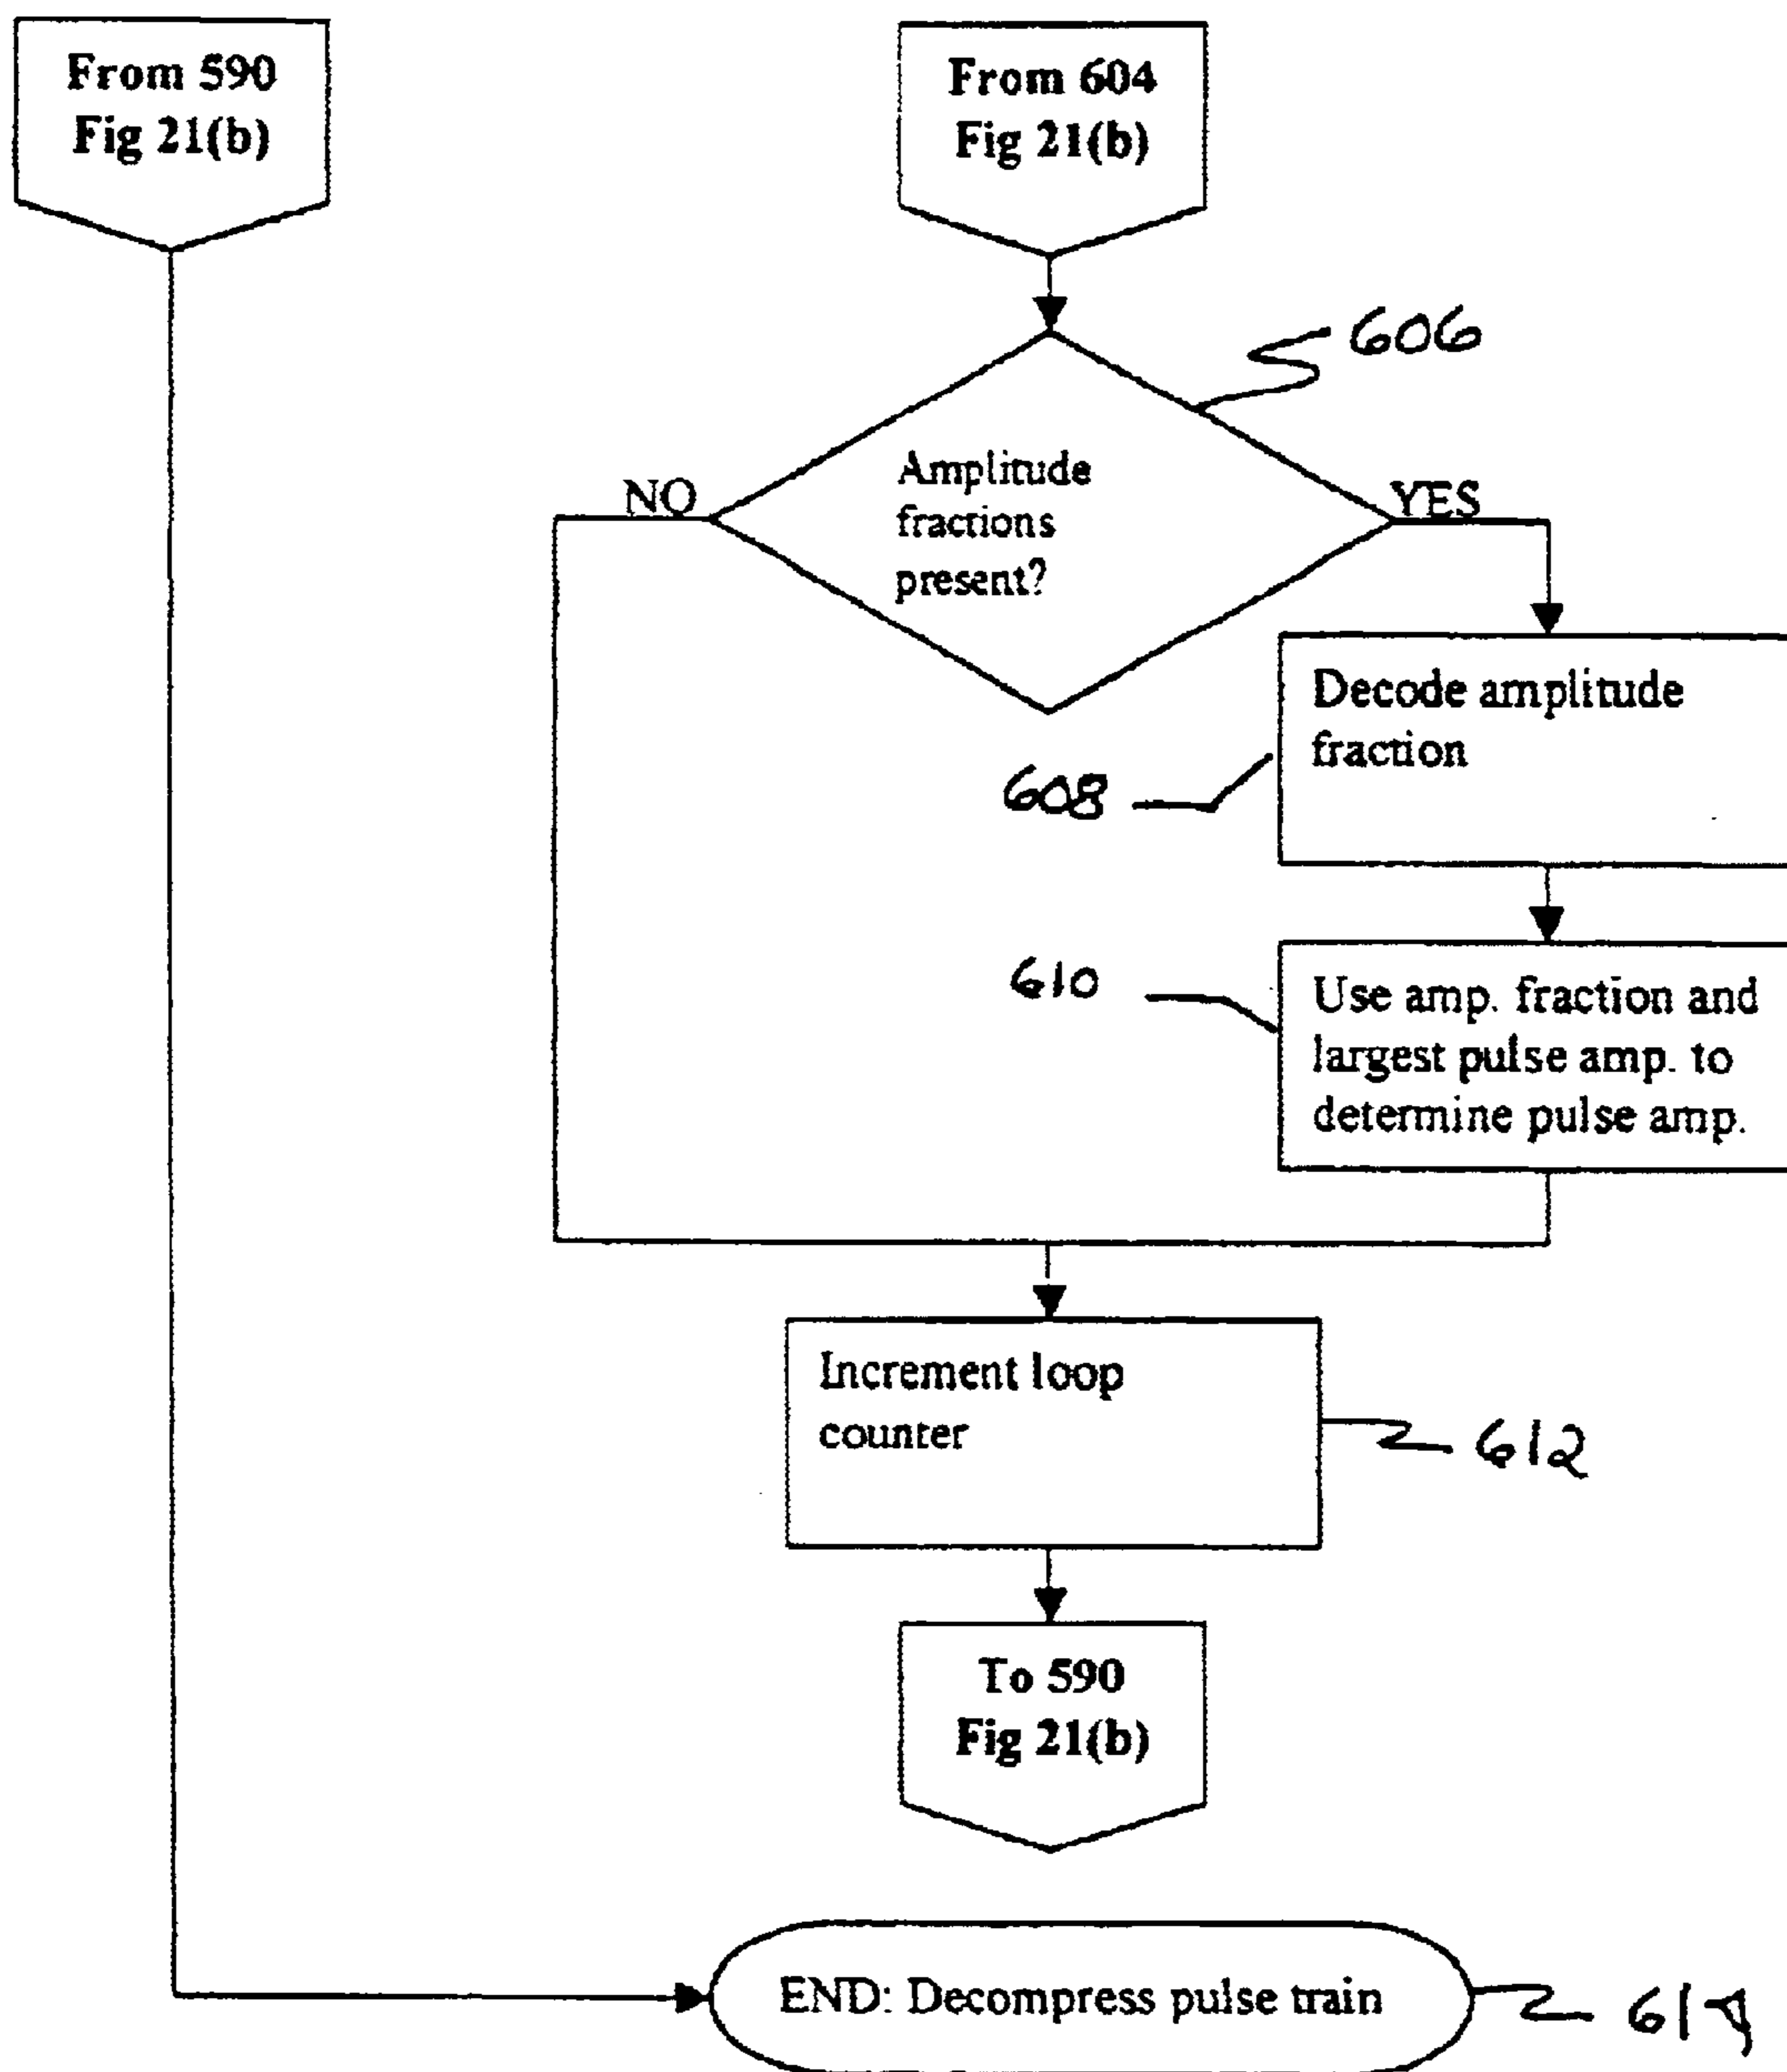 From 590
Fig 21(b)
From 604
Fig 21(b)
606
Amplitude
fractions
present?
NO
YES
Decode amplitude
fraction
608
610
Use amp. fraction and
largest pulse amp. to
determine pulse amp.
Increment loop
counter
612
To 590
Fig 21(b)
END: Decompress pulse train
614